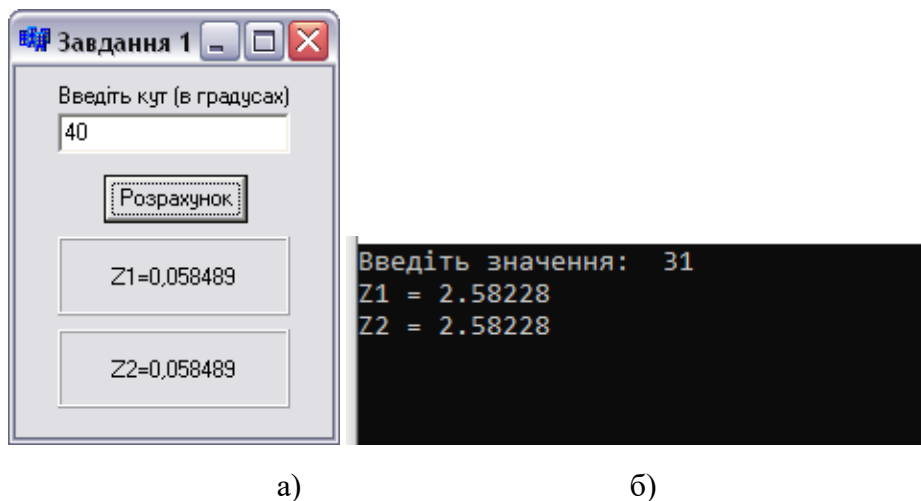 Завдання 1
Введіть кут (в градусах)
40
Розрахунок
Z1=0,058489
Z2=0,058489
Введіть значення:  31
Z1 = 2.58228
Z2 = 2.58228
а)
б)